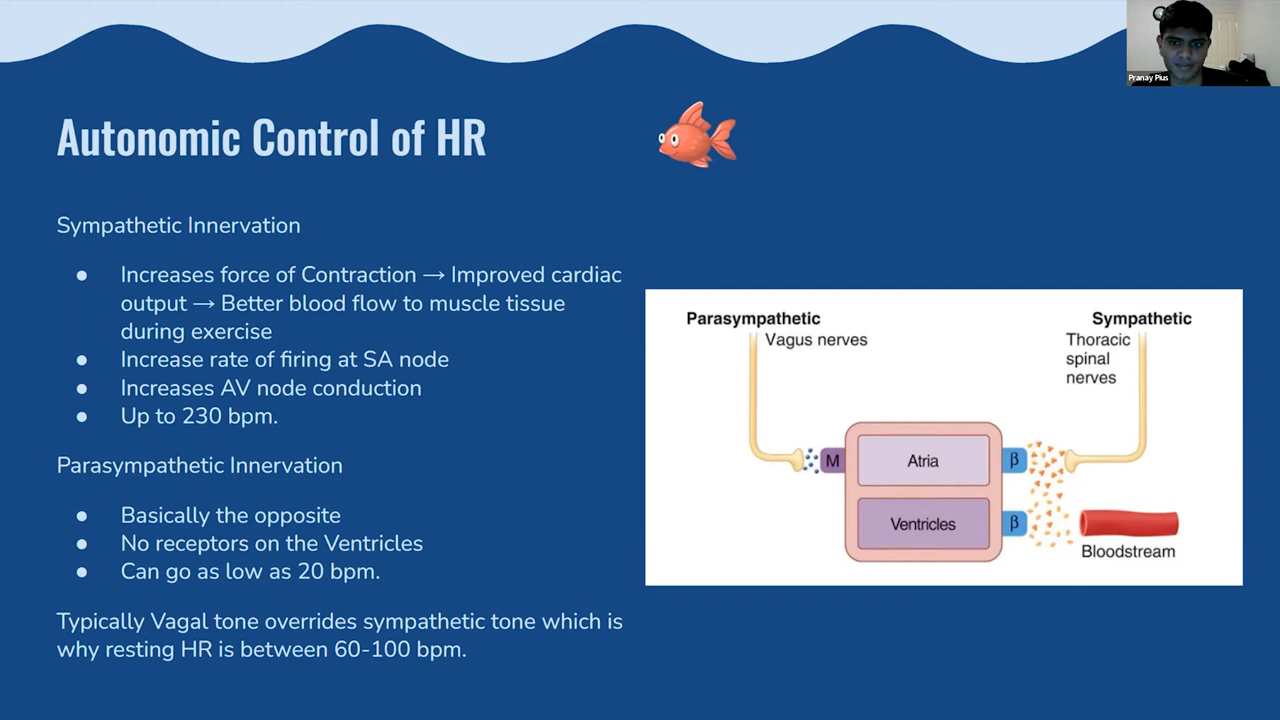 Pranay Pius
Autonomic Control of HR
Sympathetic Innervation
● Increases force of Contraction → Improved cardiac
output → Better blood flow to muscle tissue
during exercise
● Increase rate of firing at SA node
● Increases AV node conduction
● Up to 230 bpm.
Parasympathetic Innervation
● Basically the opposite
● No receptors on the Ventricles
● Can go as low as 20 bpm.
Typically Vagal tone overrides sympathetic tone which is
why resting HR is between 60-100 bpm.
Parasympathetic
Vagus nerves
Sympathetic
Thoracic
spinal
nerves
M
Atria
β
Ventricles
β
Bloodstream